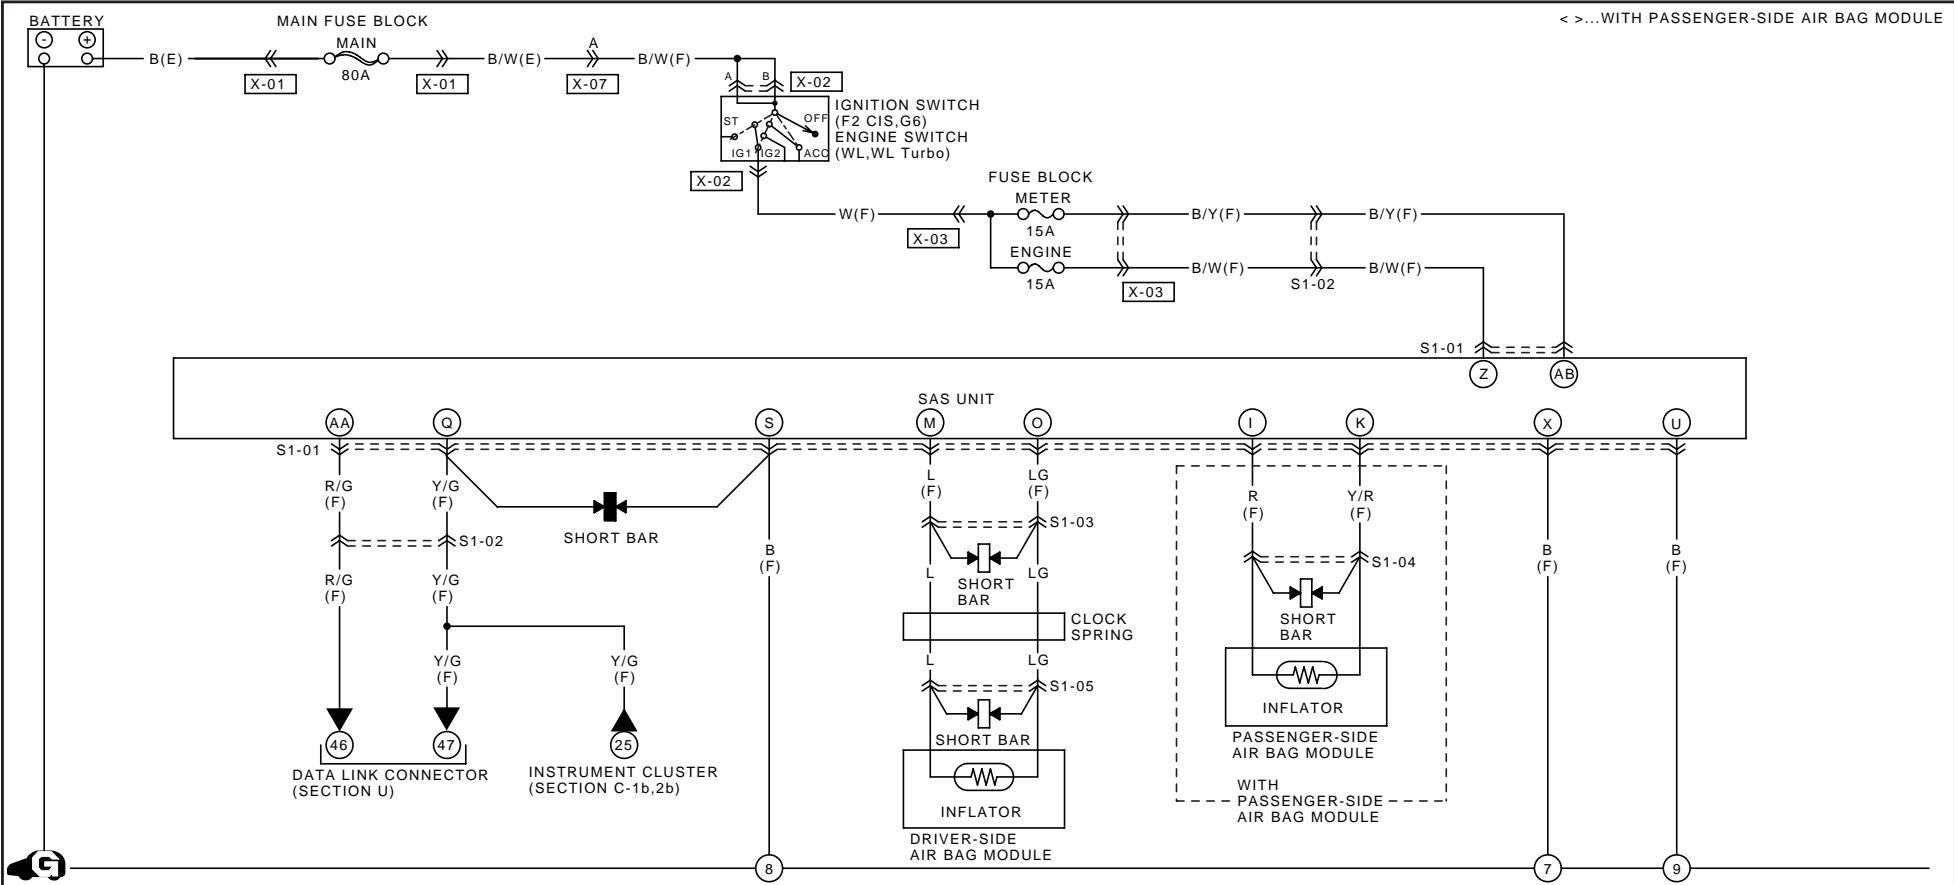 BATTERY
MAIN FUSE BLOCK
< >...WITH PASSENGER-SIDE AIR BAG MODULE
- +
MAIN
A
B(E)
B/W(E)
B/W(F)
80A
X-01
X-01
X-07
A B
X-02
IGNITION SWITCH
(F2 CIS,G6)
ENGINE SWITCH
(WL,WL Turbo)
ST
OFF
IG1 IG2 ACC
X-02
FUSE BLOCK
METER
W(F)
B/Y(F)
B/Y(F)
15A
X-03
ENGINE
B/W(F)
B/W(F)
15A
X-03
S1-02
S1-01
Z
AB
SAS UNIT
AA
Q
S
M
O
I
K
X
U
S1-01
R/G
(F)
Y/G
(F)
L
(F)
LG
(F)
R
(F)
Y/R
(F)
SHORT BAR
S1-02
S1-03
B
(F)
S1-04
B
(F)
B
(F)
R/G
(F)
Y/G
(F)
L
SHORT
BAR
LG
SHORT
BAR
CLOCK
SPRING
Y/G
(F)
Y/G
(F)
L
LG
S1-05
INFLATOR
SHORT BAR
PASSENGER-SIDE
AIR BAG MODULE
46
47
25
DATA LINK CONNECTOR
(SECTION U)
INSTRUMENT CLUSTER
(SECTION C-1b,2b)
WITH
PASSENGER-SIDE
AIR BAG MODULE
INFLATOR
DRIVER-SIDE
AIR BAG MODULE
G
8
7
9